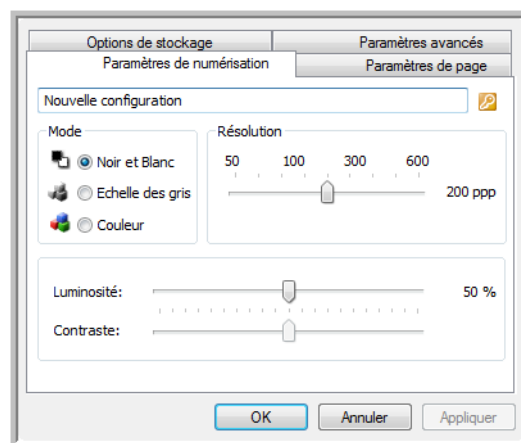 Options de stockage
Paramètres avancés
Paramètres de numérisation
Paramètres de page
Nouvelle configuration
Mode
Noir et Blanc
Echelle des gris
Couleur
Résolution
50 100 300 600
200 ppp
Luminosité:
50 %
Contraste:
OK
Annuler
Appliquer